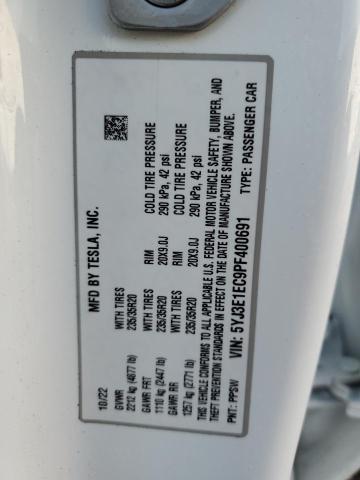 MFD BY TESLA, INC.
10/22
GVWR
2212 kg (4877 lb)
GAWR FRT WITH TIRES RIM COLD TIRE PRESSURE
1110 kg (2447 lb) 235/35R20 20X9.0J 290 kPa, 42 psi
GAWR RR WITH TIRES RIM COLD TIRE PRESSURE
1257 kg (2771 lb) 235/35R20 20X9.0J 290 kPa, 42 psi
THIS VEHICLE CONFORMS TO ALL APPLICABLE U.S. FEDERAL MOTOR VEHICLE SAFETY, BUMPER, AND
THEFT PREVENTION STANDARDS IN EFFECT ON THE DATE OF MANUFACTURE SHOWN ABOVE.
VIN: 5YJ3E1EC9PF400691
PNT: PPSW TYPE: PASSENGER CAR